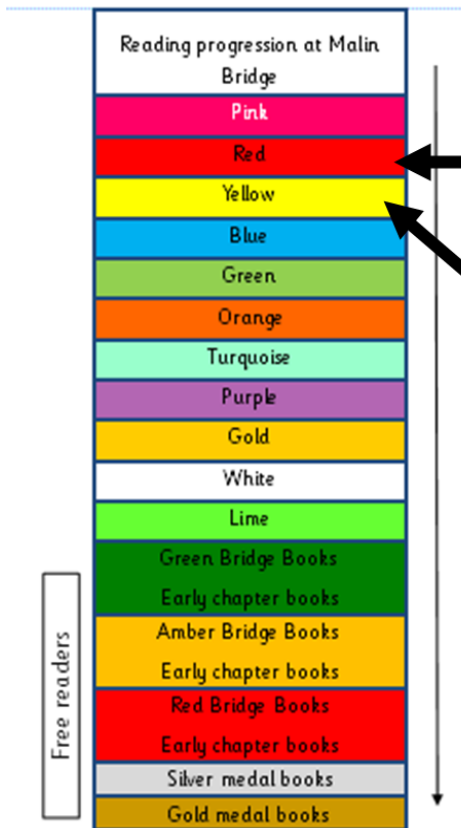 Reading progression at Malin
Bridge
Pink
Red
Yellow
Blue
Green
Orange
Turquoise
Purple
Gold
White
Lime
Green Bridge Books
Early chapter books
Amber Bridge Books
Early chapter books
Red Bridge Books
Early chapter books
Silver medal books
Gold medal books
Free readers